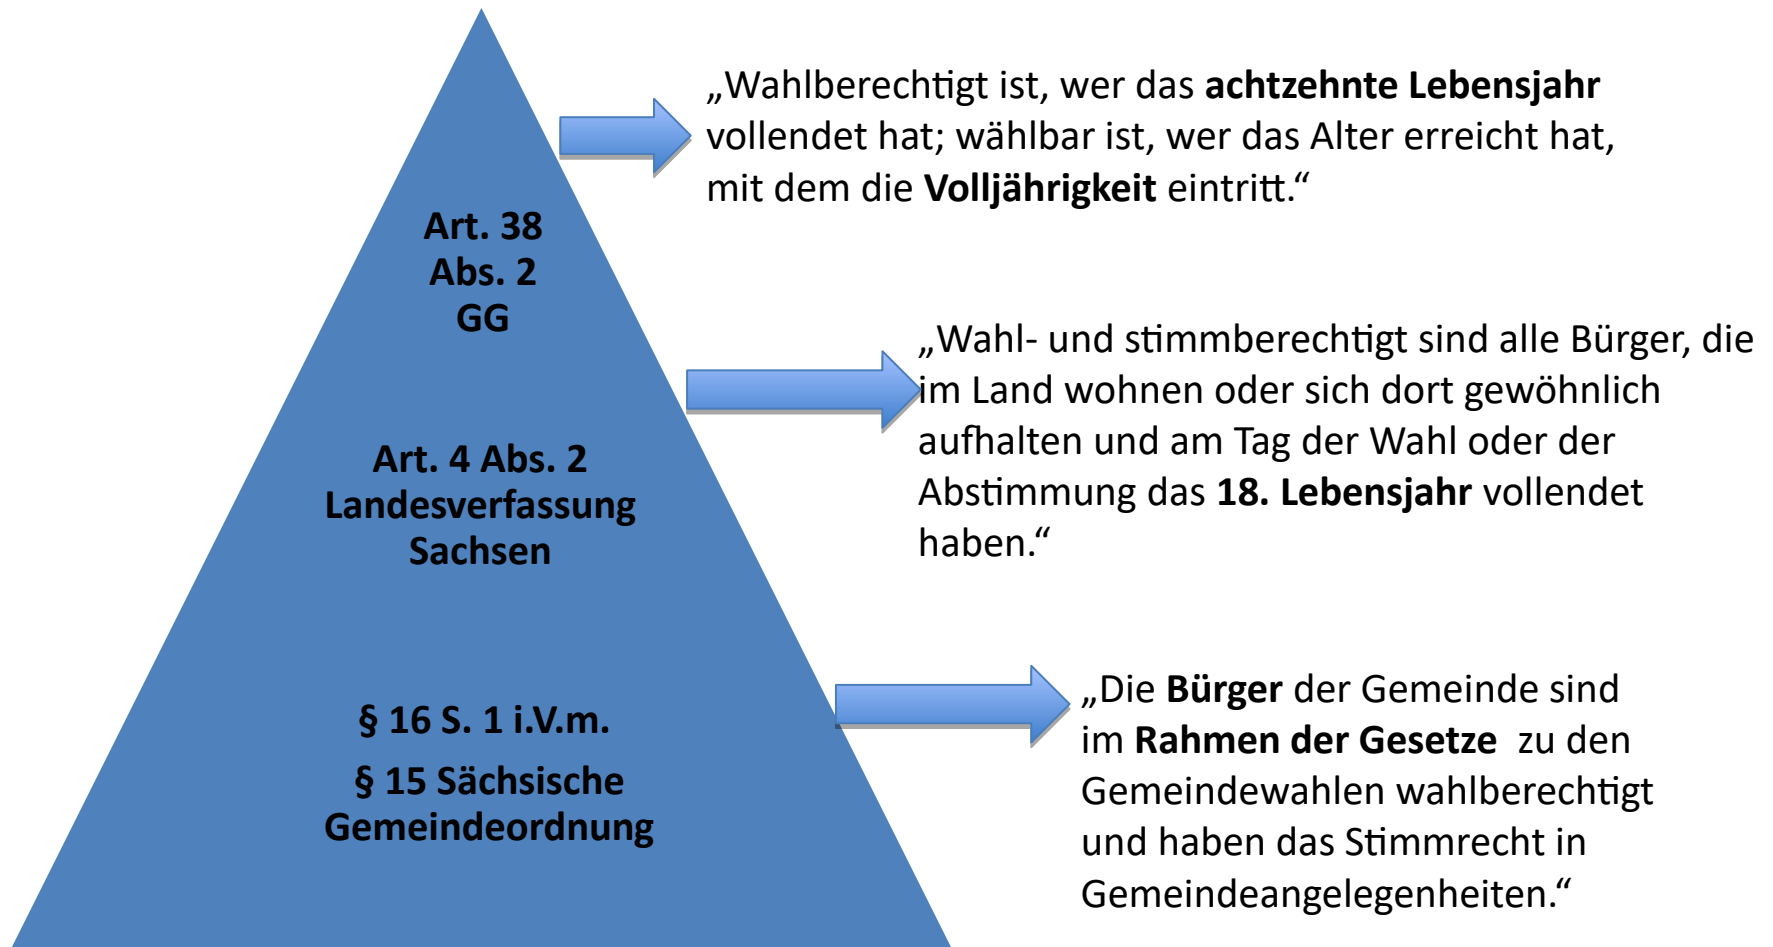 „Wahlberechtigt ist, wer das achtzehnte Lebensjahr
vollendet hat; wählbar ist, wer das Alter erreicht hat,
mit dem die Volljährigkeit eintritt.“
Art. 38
Abs. 2
GG
„Wahl- und stimmberechtigt sind alle Bürger, die
im Land wohnen oder sich dort gewöhnlich
aufhalten und am Tag der Wahl oder der
Abstimmung das 18. Lebensjahr vollendet
haben.“
Art. 4 Abs. 2
Landesverfassung
Sachsen
„Die Bürger der Gemeinde sind
im Rahmen der Gesetze zu den
Gemeindewahlen wahlberechtigt
und haben das Stimmrecht in
Gemeindeangelegenheiten.“
§ 16 S. 1 i.V.m.
§ 15 Sächsische
Gemeindeordnung